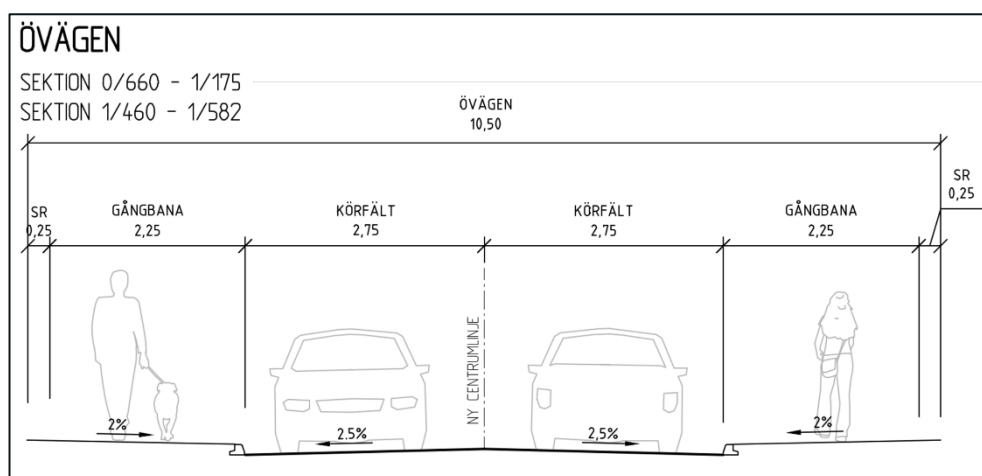 ÖVÄGEN
SEKTION 0/660 - 1/175
SEKTION 1/460 - 1/582
ÖVÄGEN
10,50
SR
0,25
GÅNGBANA
2,25
KÖRFÄLT
2,75
KÖRFÄLT
2,75
GÅNGBANA
2,25
SR
0,25
NY CENTRUMLINJE
2%
2.5%
2,5%
2%